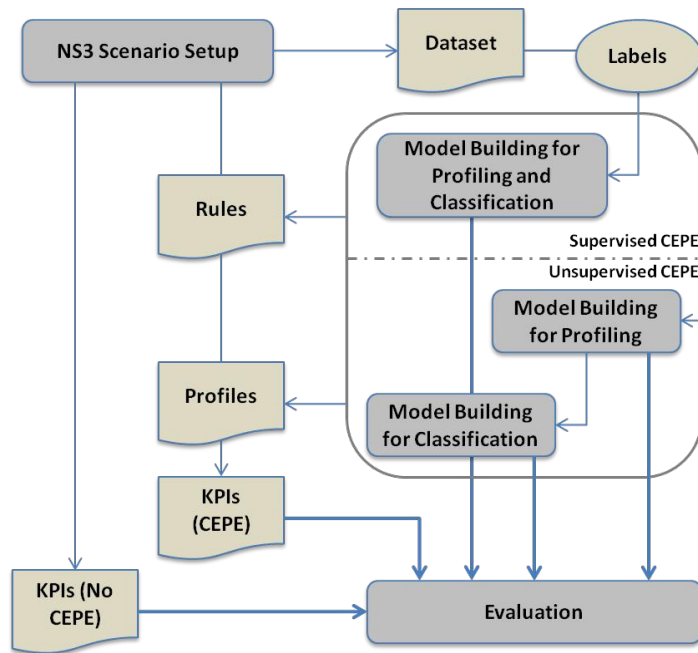 NS3 Scenario Setup
Dataset
Labels
Model Building for
Profiling and
Classification
Rules
Supervised CEPE
Unsupervised CEPE
Model Building
for Profiling
Profiles
Model Building
for Classification
KPIs
(CEPE)
KPIs (No
CEPE)
Evaluation